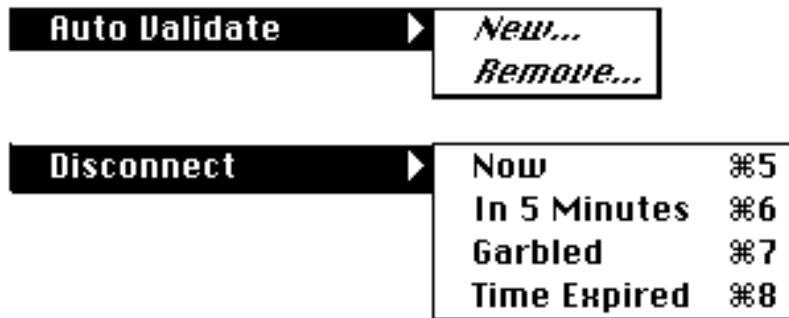 Auto Validate
New...
Remove...
Disconnect
Now ⌘5
In 5 Minutes ⌘6
Garbled ⌘7
Time Expired ⌘8